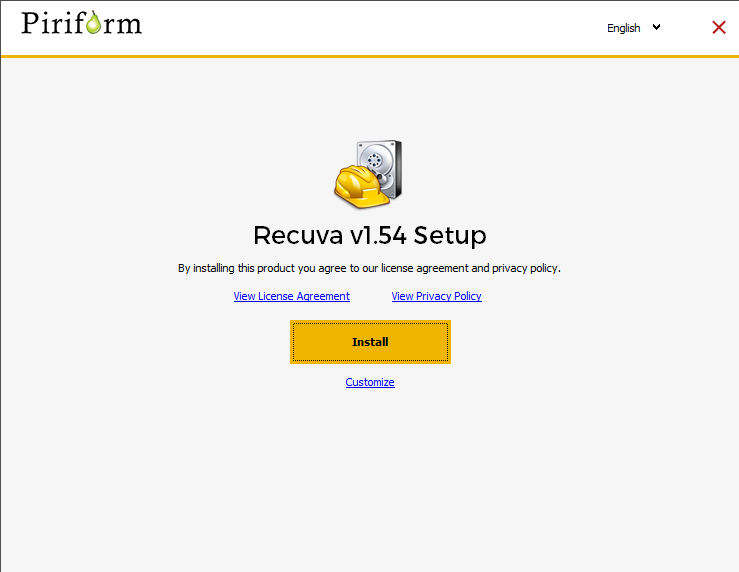 Piriform
English
Recuva v1.54 Setup
By installing this product you agree to our license agreement and privacy policy.
View License Agreement
View Privacy Policy
Install
Customize